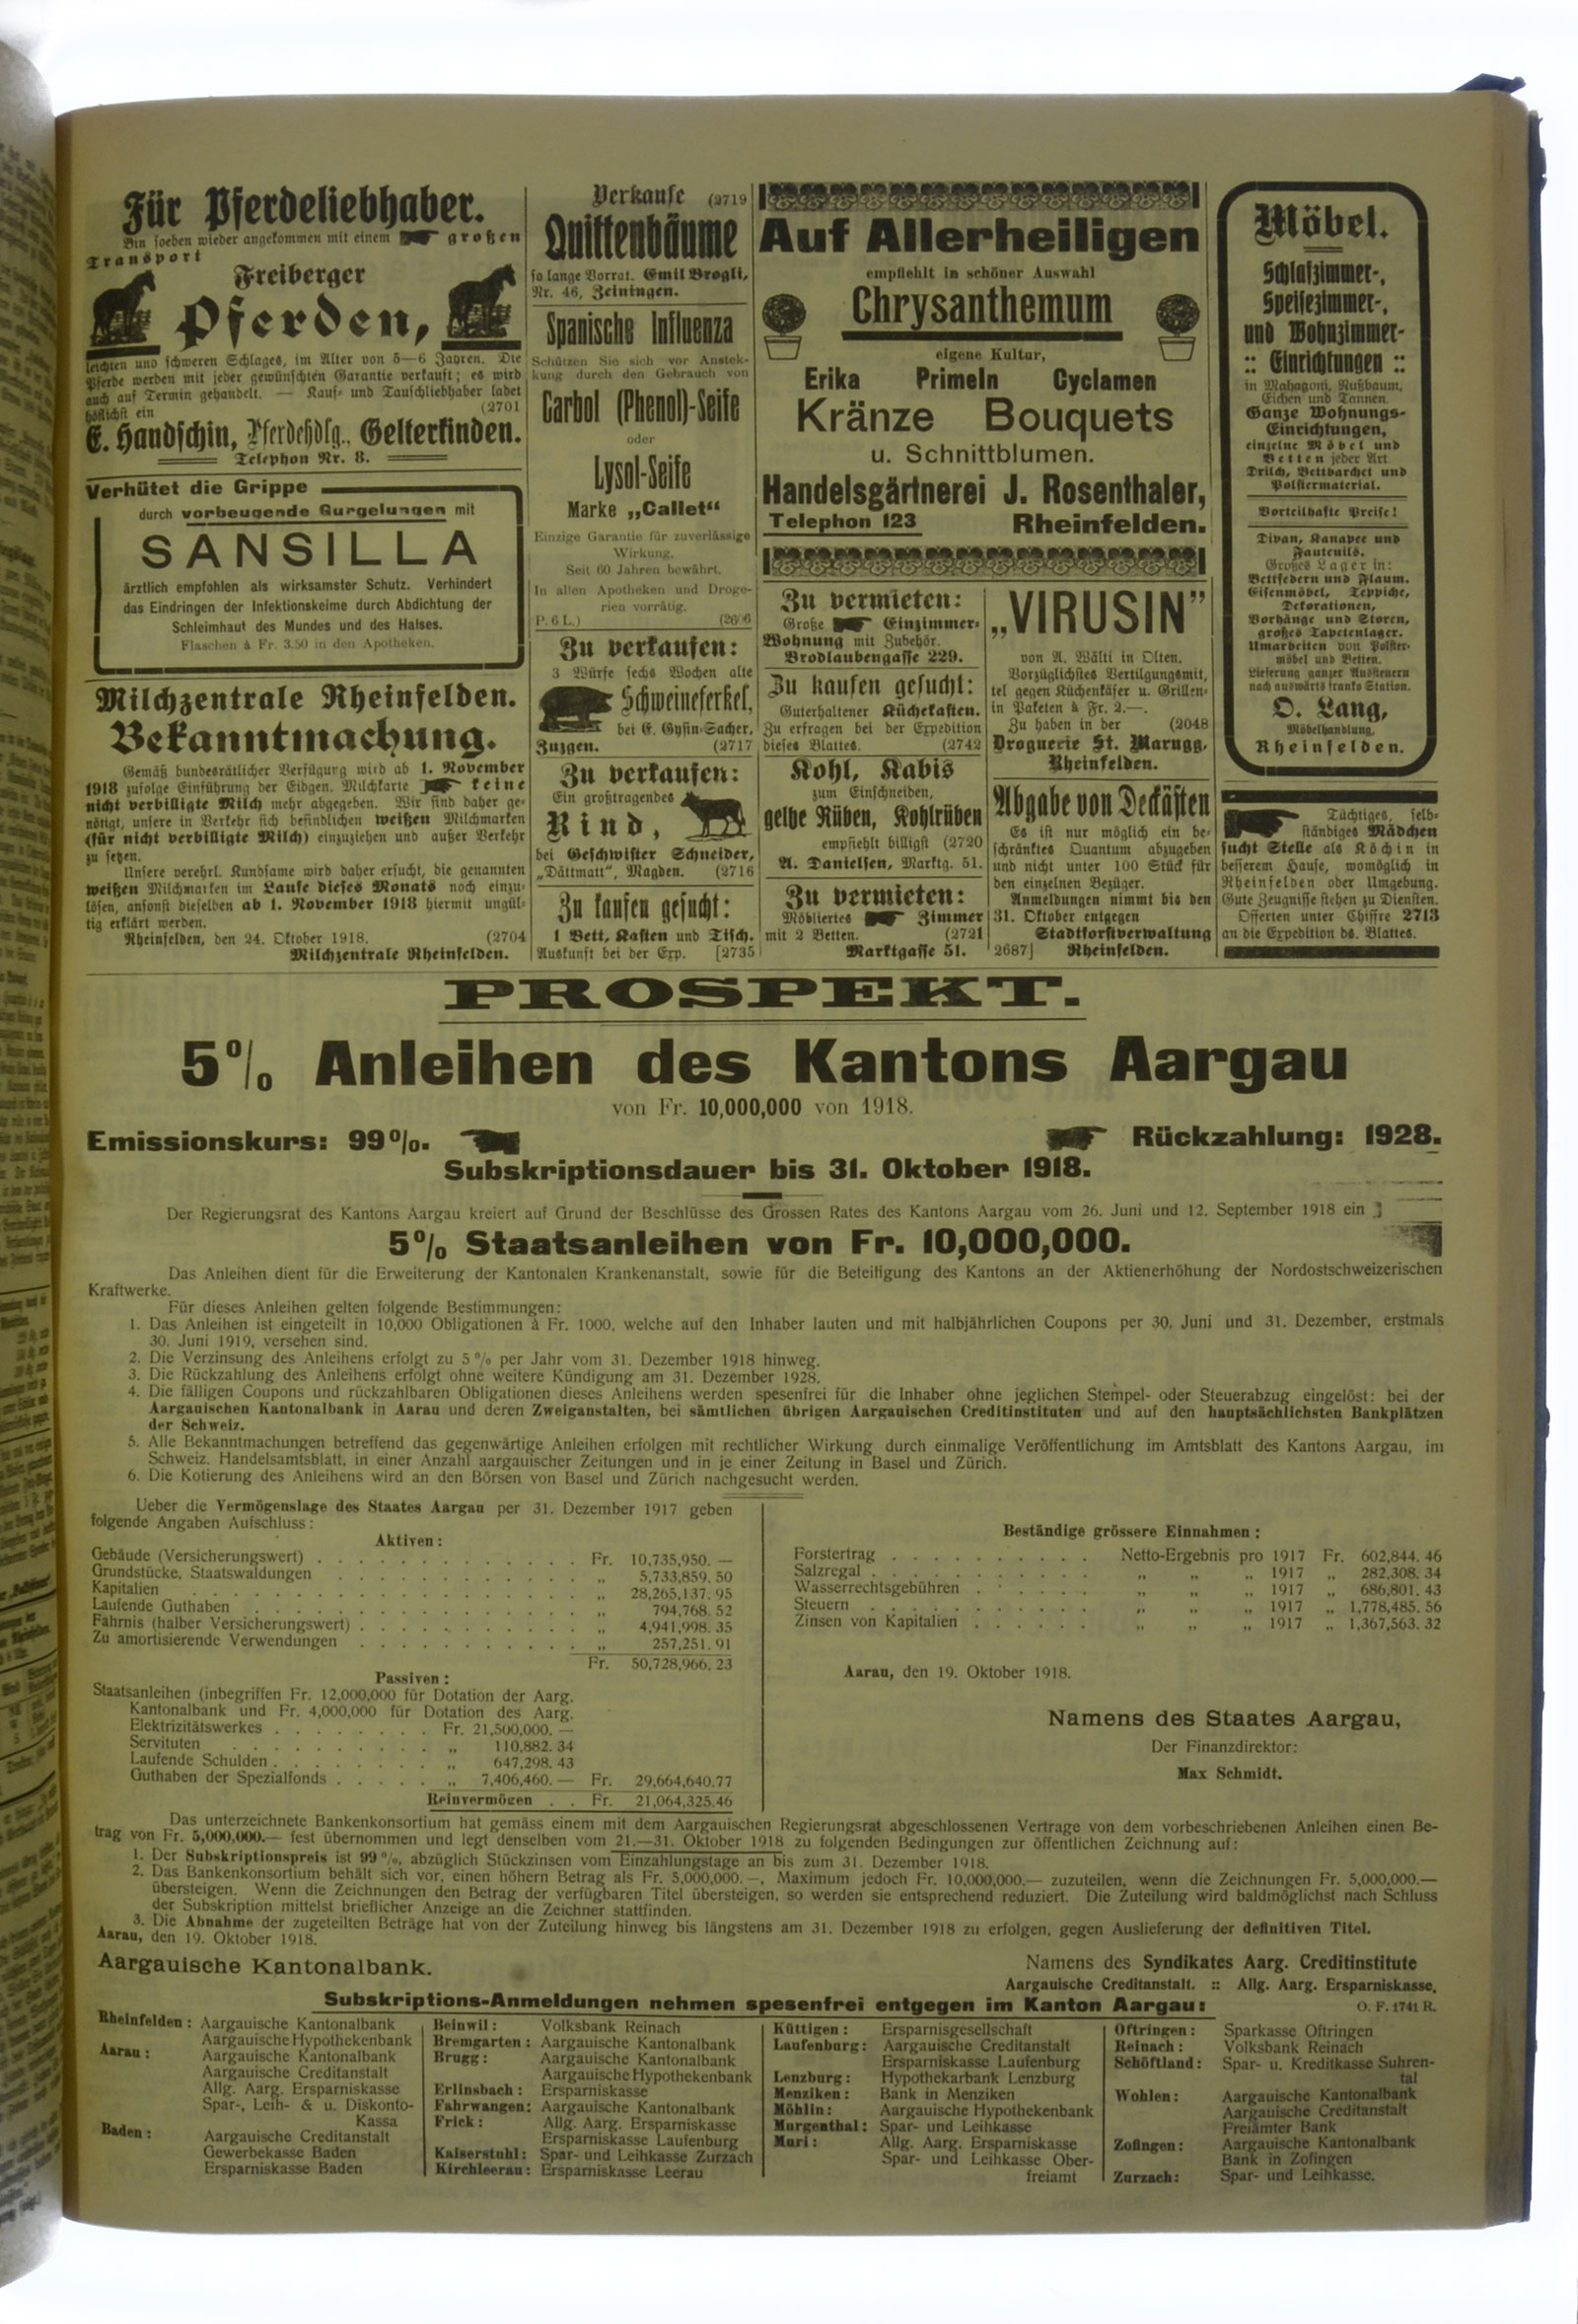 Für Pferdeliebhaber.
Bin soeben wieder angekommen mit einem großen
Transport
Freiberger
Pferden,
leichten und schweren Schlages, im Alter von 5—6 Jahren. Die
Pferde werden mit jeder gewünschten Garantie verkauft; es wird
auch auf Termin gehandelt. — Kauf- und Tauschliebhaber ladet
höflichst ein (2701
E. Handschin, Pferdehdlg., Gelterkinden.
Telephon Nr. 8.
Verhütet die Grippe
durch vorbeugende Gurgelungen mit
SANSILLA
ärztlich empfohlen als wirksamster Schutz. Verhindert
das Eindringen der Infektionskeime durch Abdichtung der
Schleimhaut des Mundes und des Halses.
Flaschen à Fr. 3.50 in den Apotheken.
Milchzentrale Rheinfelden.
Bekanntmachung.
Gemäß bundesrätlicher Verfügung wird ab 1. November
1918 zufolge Einführung der Eidgen. Milchkarte keine
nicht verbilligte Milch mehr abgegeben. Wir sind daher ge-
nötigt, unsere in Verkehr sich befindlichen weißen Milchmarken
(für nicht verbilligte Milch) einzuziehen und außer Verkehr
zu setzen.
Unsere verehrl. Kundsame wird daher ersucht, die genannten
weißen Milchmarken im Laufe dieses Monats noch einzu-
lösen, ansonst dieselben ab 1. November 1918 hiermit ungül-
tig erklärt werden.
Rheinfelden, den 24. Oktober 1918. (2704
Milchzentrale Rheinfelden.
Verkaufe (2719
Quittenbäume
so lange Vorrat. Emil Brogli,
Nr. 46, Zeiningen.
Spanische Influenza
Schützen Sie sich vor Anstek-
kung durch den Gebrauch von
Carbol (Phenol)-Seife
oder
Lysol-Seife
Marke „Callet“
Einzige Garantie für zuverlässige
Wirkung.
Seit 60 Jahren bewährt.
In allen Apotheken und Droge-
rien vorrätig.
P. 6 L.)
Zu verkaufen:
3 Würfe sechs Wochen alte
Schweineferkel,
bei E. Gysin-Sacher,
Zuzgen. (2717
Zu verkaufen:
Ein großtragendes
Rind,
bei Geschwister Schneider,
„Dättmatt“, Magden. (2716
Zu kaufen gesucht:
1 Bett, Kasten und Tisch.
Auskunft bei der Exp. [2735
Auf Allerheiligen
empfiehlt in schöner Auswahl
Chrysanthemum
eigene Kultur,
Erika Primeln Cyclamen
Kränze Bouquets
u. Schnittblumen.
Handelsgärtnerei J. Rosenthaler,
Telephon 123 Rheinfelden.
Zu vermieten:
Große Einzimmer-
Wohnung mit Zubehör.
Brodlaubengasse 229.
Zu kaufen gesucht:
Guterhaltener Küchekasten.
Zu erfragen bei der Expedition
dieses Blattes. (2742
Kohl, Kabis
zum Einschneiden,
gelbe Rüben, Kohlrüben
empfiehlt billigst (2720
A. Danielsen, Marktg. 51.
Zu vermieten:
Möbliertes Zimmer
mit 2 Betten. (2721
Marktgasse 51.
„VIRUSIN”
von A. Wälti in Olten.
Vorzüglichstes Vertilgungsmit,
tel gegen Küchenkäfer u. Grillen-
in Paketen à Fr. 2.—.
Zu haben in der (2048
Droguerie St. Marugg,
Rheinfelden.
Abgabe von Deckästen
Es ist nur möglich ein be-
schränktes Quantum abzugeben
und nicht unter 100 Stück für
den einzelnen Bezüger.
Anmeldungen nimmt bis den
31. Oktober entgegen
Stadtforstverwaltung
2687] Rheinfelden.
Möbel.
Schlafzimmer-,
Speisezimmer-,
und Wohnzimmer-
:: Einrichtungen ::
in Mahagoni, Nußbaum,
Eichen und Tannen.
Ganze Wohnungs-
Einrichtungen,
einzelne Möbel und
Betten jeder Art
Drilch, Bettbarchet und
Polstermaterial.
Vorteilhafte Preise!
Divan, Kanapee und
Fauteuils.
Großes Lager in:
Bettfedern und Flaum.
Eisenmöbel, Teppiche,
Dekorationen,
Vorhänge und Storen,
großes Tapetenlager.
Umarbeiten von Polster-
möbel und Betten.
Lieferung ganzer Aussteuern
nach auswärts franko Station.
O. Lang,
Möbelhandlung,
Rheinfelden.
Tüchtiges, selb-
ständiges Mädchen
sucht Stelle als Köchin in
besserem Hause, womöglich in
Rheinfelden oder Umgebung.
Gute Zeugnisse stehen zu Diensten.
Offerten unter Chiffre 2713
an die Expedition ds. Blattes.
PROSPEKT.
5% Anleihen des Kantons Aargau
von Fr. 10,000,000 von 1918.
Emissionskurs: 99%. Rückzahlung: 1928.
Subskriptionsdauer bis 31. Oktober 1918.
Der Regierungsrat des Kantons Aargau kreiert auf Grund der Beschlüsse des Grossen Rates des Kantons Aargau vom 26. Juni und 12. September 1918 ein
5% Staatsanleihen von Fr. 10,000,000.
Das Anleihen dient für die Erweiterung der Kantonalen Krankenanstalt, sowie für die Beteiligung des Kantons an der Aktienerhöhung der Nordostschweizerischen
Kraftwerke.
Für dieses Anleihen gelten folgende Bestimmungen:
1. Das Anleihen ist eingeteilt in 10,000 Obligationen à Fr. 1000, welche auf den Inhaber lauten und mit halbjährlichen Coupons per 30. Juni und 31. Dezember, erstmals
30. Juni 1919, versehen sind.
2. Die Verzinsung des Anleihens erfolgt zu 5% per Jahr vom 31. Dezember 1918 hinweg.
3. Die Rückzahlung des Anleihens erfolgt ohne weitere Kündigung am 31. Dezember 1928.
4. Die fälligen Coupons und rückzahlbaren Obligationen dieses Anleihens werden spesenfrei für die Inhaber ohne jeglichen Stempel- oder Steuerabzug eingelöst: bei der
Aargauischen Kantonalbank in Aarau und deren Zweiganstalten, bei sämtlichen übrigen Aargauischen Creditinstituten und auf den hauptsächlichsten Bankplätzen
der Schweiz.
5. Alle Bekanntmachungen betreffend das gegenwärtige Anleihen erfolgen mit rechtlicher Wirkung durch einmalige Veröffentlichung im Amtsblatt des Kantons Aargau, im
Schweiz. Handelsamtsblatt, in einer Anzahl aargauischer Zeitungen und in je einer Zeitung in Basel und Zürich.
6. Die Kotierung des Anleihens wird an den Börsen von Basel und Zürich nachgesucht werden.
Ueber die Vermögenslage des Staates Aargau per 31. Dezember 1917 geben
folgende Angaben Aufschluss:
Aktiven:
Gebäude (Versicherungswert) . . . Fr. 10,735,950. —
Grundstücke, Staatswaldungen . . . „ 5,733,859. 50
Kapitalien . . . „ 28,265,137. 95
Laufende Guthaben . . . „ 794,768. 52
Fahrnis (halber Versicherungswert) . . . „ 4,941,998. 35
Zu amortisierende Verwendungen . . . „ 257,251. 91
Fr. 50,728,966. 23
Passiven:
Staatsanleihen (inbegriffen Fr. 12,000,000 für Dotation der Aarg.
Kantonalbank und Fr. 4,000,000 für Dotation des Aarg.
Elektrizitätswerkes . . . Fr. 21,500,000. —
Servituten . . . „ 110,882. 34
Laufende Schulden . . . „ 647,298. 43
Guthaben der Spezialfonds . . . „ 7,406,460. — Fr. 29,664,640.77
Reinvermögen . . Fr. 21,064,325.46
Beständige grössere Einnahmen:
Forstertrag . . . Netto-Ergebnis pro 1917 Fr. 602,844. 46
Salzregal . . . „ „ „ 1917 „ 282,308. 34
Wasserrechtsgebühren . . . „ „ „ 1917 „ 686,801. 43
Steuern . . . „ „ „ 1917 „ 1,778,485. 56
Zinsen von Kapitalien . . . „ „ „ 1917 „ 1,367,563. 32
Aarau, den 19. Oktober 1918.
Namens des Staates Aargau,
Der Finanzdirektor:
Max Schmidt.
Das unterzeichnete Bankenkonsortium hat gemäss einem mit dem Aargauischen Regierungsrat abgeschlossenen Vertrage von dem vorbeschriebenen Anleihen einen Be-
trag von Fr. 5,000,000.— fest übernommen und legt denselben vom 21.—31. Oktober 1918 zu folgenden Bedingungen zur öffentlichen Zeichnung auf:
1. Der Subskriptionspreis ist 99%, abzüglich Stückzinsen vom Einzahlungstage an bis zum 31. Dezember 1918.
2. Das Bankenkonsortium behält sich vor, einen höhern Betrag als Fr. 5,000,000.—, Maximum jedoch Fr. 10,000,000.— zuzuteilen, wenn die Zeichnungen Fr. 5,000,000.—
übersteigen. Wenn die Zeichnungen den Betrag der verfügbaren Titel übersteigen, so werden sie entsprechend reduziert. Die Zuteilung wird baldmöglichst nach Schluss
der Subskription mittelst brieflicher Anzeige an die Zeichner stattfinden.
3. Die Abnahme der zugeteilten Beträge hat von der Zuteilung hinweg bis längstens am 31. Dezember 1918 zu erfolgen, gegen Auslieferung der definitiven Titel.
Aarau, den 19. Oktober 1918.
Aargauische Kantonalbank.
Namens des Syndikates Aarg. Creditinstitute
Aargauische Creditanstalt. :: Allg. Aarg. Ersparniskasse.
Subskriptions-Anmeldungen nehmen spesenfrei entgegen im Kanton Aargau:
O. F. 1741 R.
Rheinfelden: Aargauische Kantonalbank
Aargauische Hypothekenbank
Aarau: Aargauische Kantonalbank
Aargauische Creditanstalt
Allg. Aarg. Ersparniskasse
Spar-, Leih- & u. Diskonto-
Kassa
Baden: Aargauische Creditanstalt
Gewerbekasse Baden
Ersparniskasse Baden
Beinwil: Volksbank Reinach
Bremgarten: Aargauische Kantonalbank
Brugg: Aargauische Kantonalbank
Aargauische Hypothekenbank
Erlinsbach: Ersparniskasse
Fahrwangen: Aargauische Kantonalbank
Frick: Allg. Aarg. Ersparniskasse
Ersparniskasse Laufenburg
Kaiserstuhl: Spar- und Leihkasse Zurzach
Kirchleerau: Ersparniskasse Leerau
Küttigen: Ersparnisgesellschaft
Laufenburg: Aargauische Creditanstalt
Ersparniskasse Laufenburg
Lenzburg: Hypothekarbank Lenzburg
Menziken: Bank in Menziken
Möhlin: Aargauische Hypothekenbank
Murgenthal: Spar- und Leihkasse
Muri: Allg. Aarg. Ersparniskasse
Spar- und Leihkasse Ober-
freiamt
Oftringen: Sparkasse Oftringen
Reinach: Volksbank Reinach
Schöftland: Spar- u. Kreditkasse Suhren-
tal
Wohlen: Aargauische Kantonalbank
Aargauische Creditanstalt
Freiämter Bank
Zofingen: Aargauische Kantonalbank
Bank in Zofingen
Zurzach: Spar- und Leihkasse.